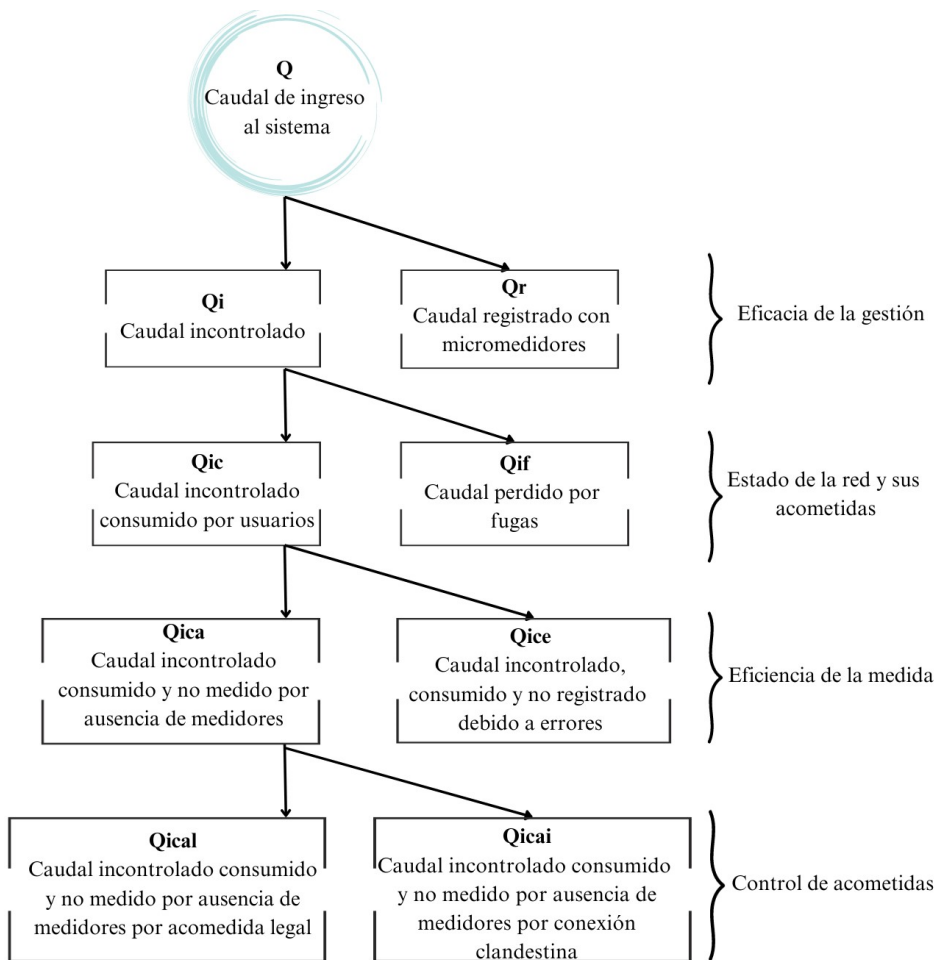 Q
Caudal de ingreso
al sistema
Qi
Caudal incontrolado
Qr
Caudal registrado con
micromedidores
Eficacia de la gestión
Qic
Caudal incontrolado
consumido por usuarios
Qif
Caudal perdido por
fugas
Estado de la red y sus
acometidas
Qica
Caudal incontrolado
consumido y no medido por
ausencia de medidores
Qice
Caudal incontrolado,
consumido y no registrado
debido a errores
Eficiencia de la medida
Qical
Caudal incontrolado consumido
y no medido por ausencia de
medidores por acomedida legal
Qicai
Caudal incontrolado consumido
y no medido por ausencia de
medidores por conexión
clandestina
Control de acometidas